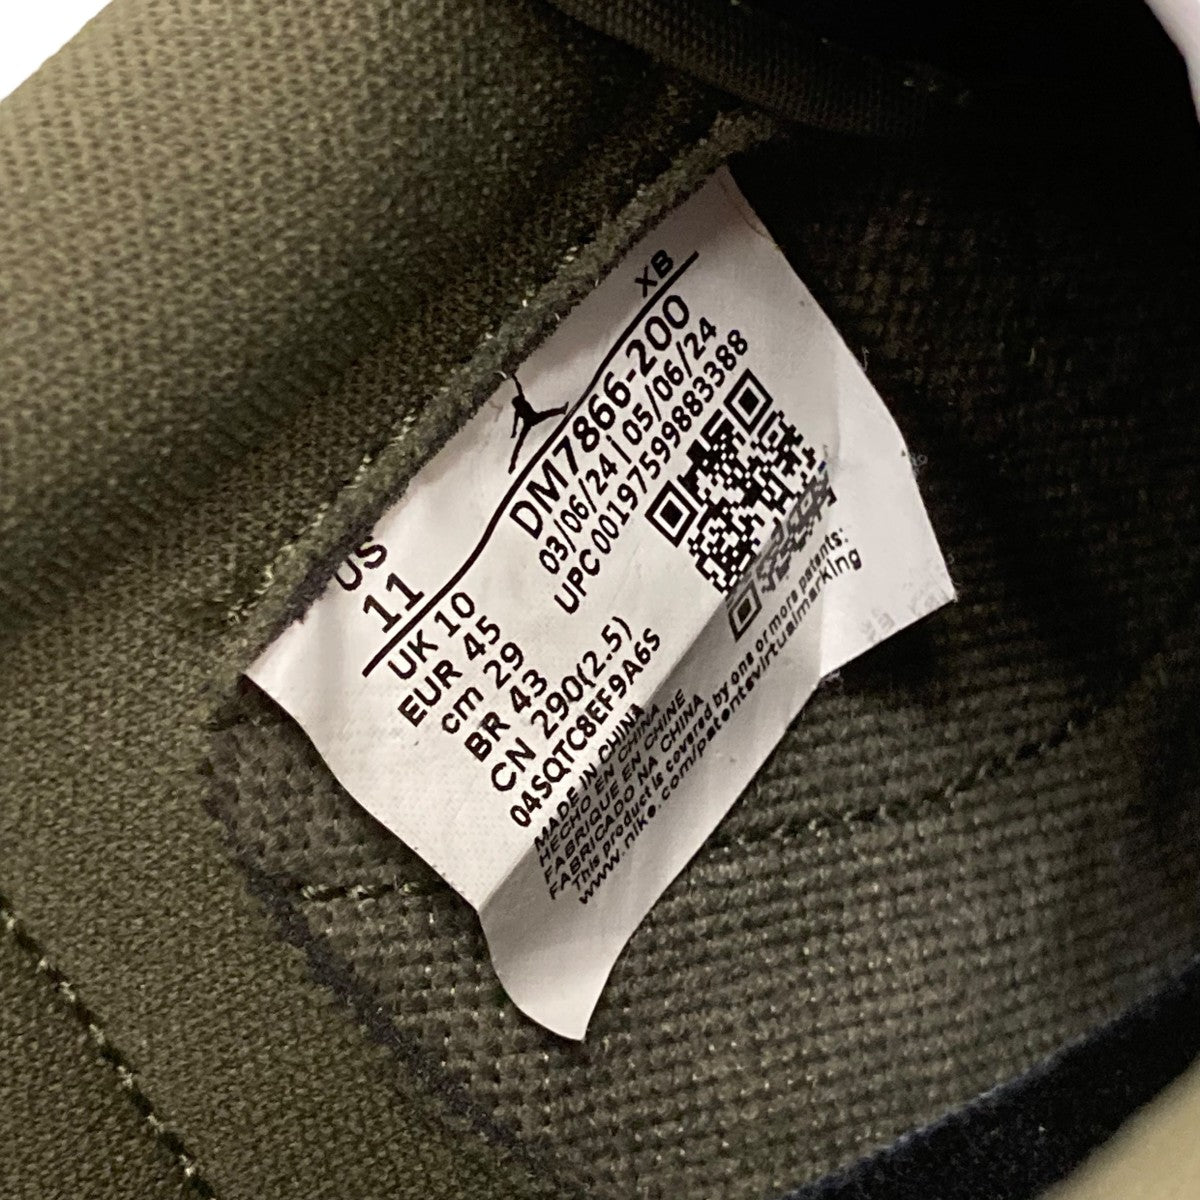 XB
US
11
DM7866-200
03/06/24 | 05/06/24
UPC 00197599883388
UK 10
EUR 45
cm 29
BR 43
CN 290(2.5)
04SQTC8EF9A6S
MADE IN CHINA
HECHO EN CHINA
FABRIQUE EN CHINE
FABRICADO NA CHINA
This product is covered by one or more patents:
www.nike.com/patentsvirtualmarking